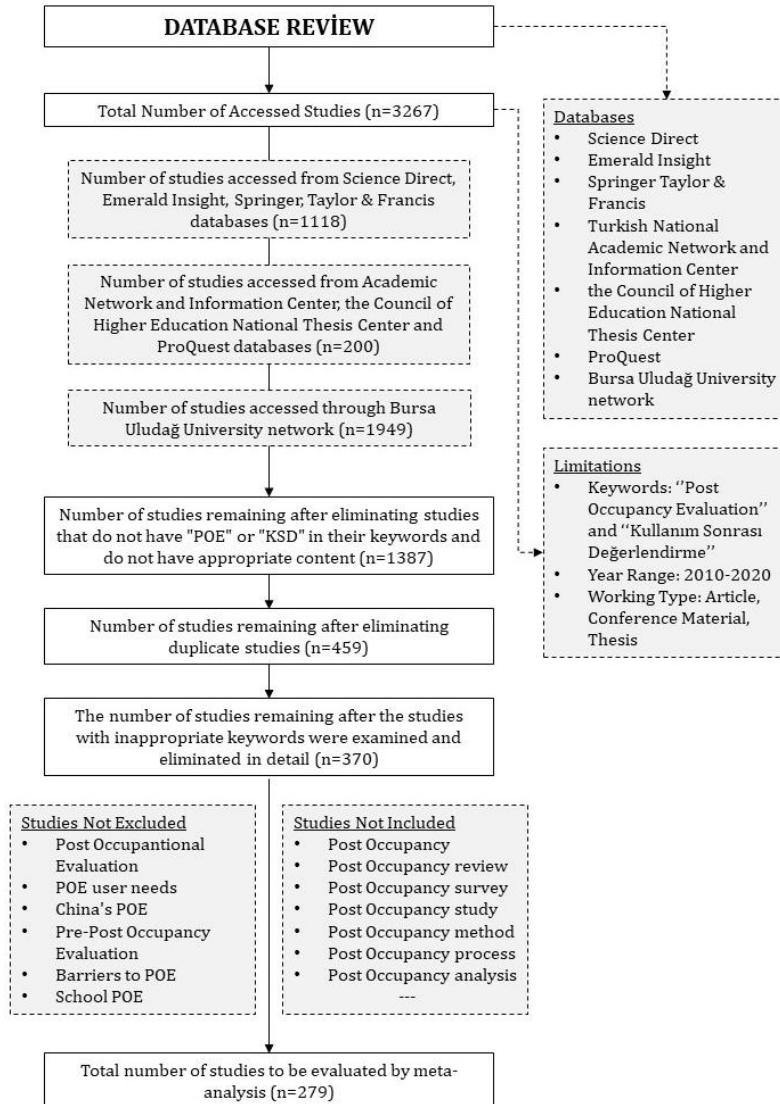 DATABASE REVİEW
Total Number of Accessed Studies (n=3267)
Number of studies accessed from Science Direct,
Emerald Insight, Springer, Taylor & Francis
databases (n=1118)
Number of studies accessed from Academic
Network and Information Center, the Council of
Higher Education National Thesis Center and
ProQuest databases (n=200)
Number of studies accessed through Bursa
Uludağ University network (n=1949)
Databases
• Science Direct
• Emerald Insight
• Springer Taylor &
Francis
• Turkish National
Academic Network and
Information Center
• the Council of Higher
Education National
Thesis Center
• ProQuest
• Bursa Uludağ University
network
Limitations
• Keywords: ‘’Post
Occupancy Evaluation’’
and ‘‘Kullanım Sonrası
Değerlendirme’’
• Year Range: 2010-2020
• Working Type: Article,
Conference Material,
Thesis
Number of studies remaining after eliminating studies
that do not have "POE" or "KSD" in their keywords and
do not have appropriate content (n=1387)
Number of studies remaining after eliminating
duplicate studies (n=459)
The number of studies remaining after the studies
with inappropriate keywords were examined and
eliminated in detail (n=370)
Studies Not Excluded
• Post Occupantional
Evaluation
• POE user needs
• China's POE
• Pre-Post Occupancy
Evaluation
• Barriers to POE
• School POE
Studies Not Included
• Post Occupancy
• Post Occupancy review
• Post Occupancy survey
• Post Occupancy study
• Post Occupancy method
• Post Occupancy process
• Post Occupancy analysis
---
Total number of studies to be evaluated by meta-
analysis (n=279)